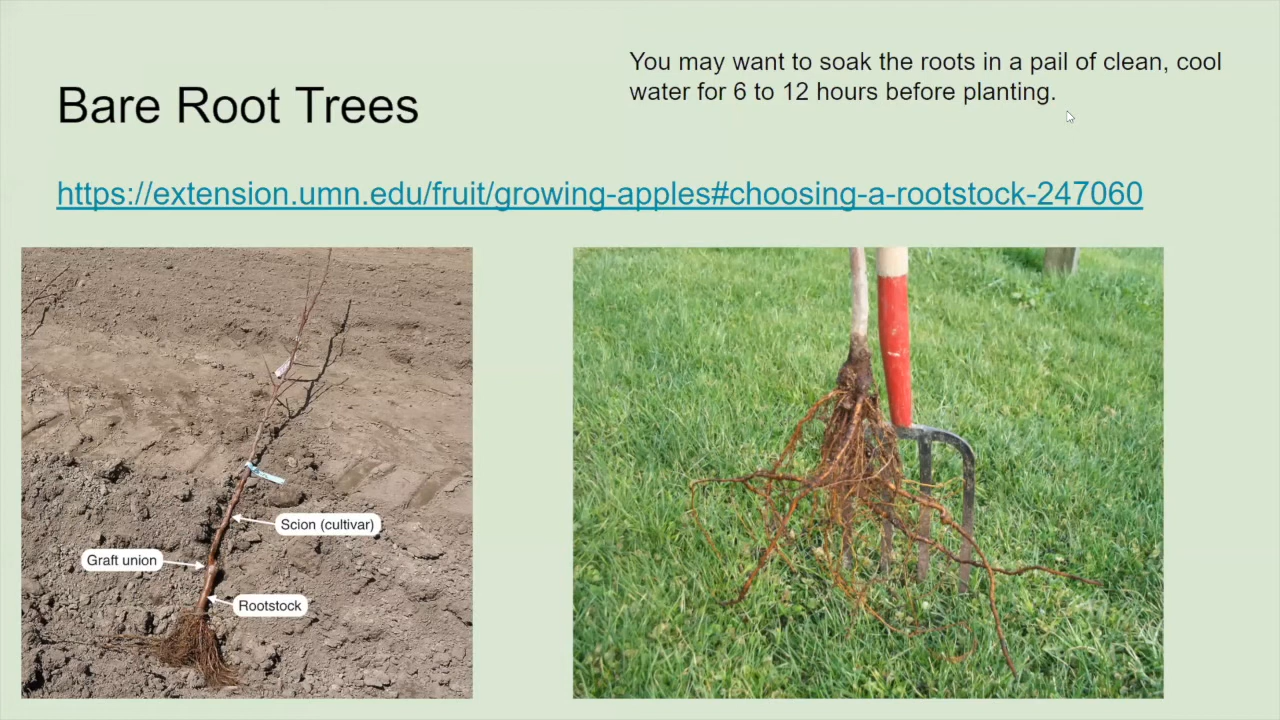 You may want to soak the roots in a pail of clean, cool
water for 6 to 12 hours before planting.
Bare Root Trees
https://extension.umn.edu/fruit/growing-apples#choosing-a-rootstock-247060
Scion (cultivar)
Graft union
Rootstock